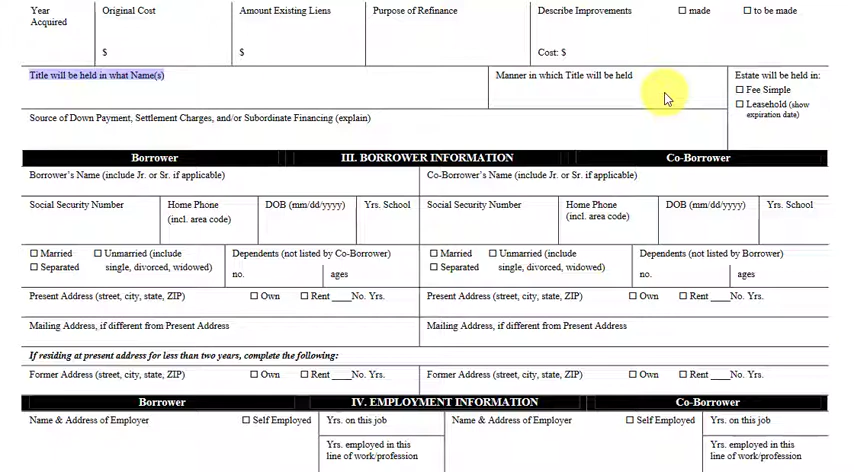 Year Acquired
Original Cost
$
Amount Existing Liens
$
Purpose of Refinance
Describe Improvements ☐ made ☐ to be made
Cost: $
Title will be held in what Name(s)
Manner in which Title will be held
Estate will be held in:
☐ Fee Simple
☐ Leasehold (show
expiration date)
Source of Down Payment, Settlement Charges, and/or Subordinate Financing (explain)
Borrower III. BORROWER INFORMATION Co-Borrower
Borrower's Name (include Jr. or Sr. if applicable) Co-Borrower's Name (include Jr. or Sr. if applicable)
Social Security Number
Home Phone
(incl. area code)
DOB (mm/dd/yyyy)
Yrs. School
Social Security Number
Home Phone
(incl. area code)
DOB (mm/dd/yyyy)
Yrs. School
☐ Married ☐ Unmarried (include
☐ Separated single, divorced, widowed)
Dependents (not listed by Co-Borrower)
no. ages
☐ Married ☐ Unmarried (include
☐ Separated single, divorced, widowed)
Dependents (not listed by Borrower)
no. ages
Present Address (street, city, state, ZIP) ☐ Own ☐ Rent ____No. Yrs. Present Address (street, city, state, ZIP) ☐ Own ☐ Rent ____No. Yrs.
Mailing Address, if different from Present Address Mailing Address, if different from Present Address
If residing at present address for less than two years, complete the following:
Former Address (street, city, state, ZIP) ☐ Own ☐ Rent ____No. Yrs. Former Address (street, city, state, ZIP) ☐ Own ☐ Rent ____No. Yrs.
Borrower IV. EMPLOYMENT INFORMATION Co-Borrower
Name & Address of Employer ☐ Self Employed
Yrs. on this job
Yrs. employed in this
line of work/profession
Name & Address of Employer ☐ Self Employed
Yrs. on this job
Yrs. employed in this
line of work/profession